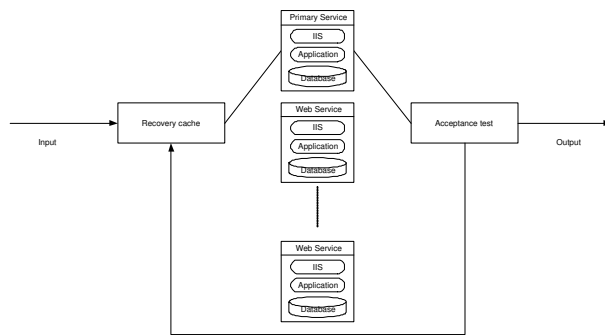 Primary Service
IIS
Application
Database
Input
Recovery cache
Web Service
IIS
Application
Database
Acceptance test
Output
Web Service
IIS
Application
Database